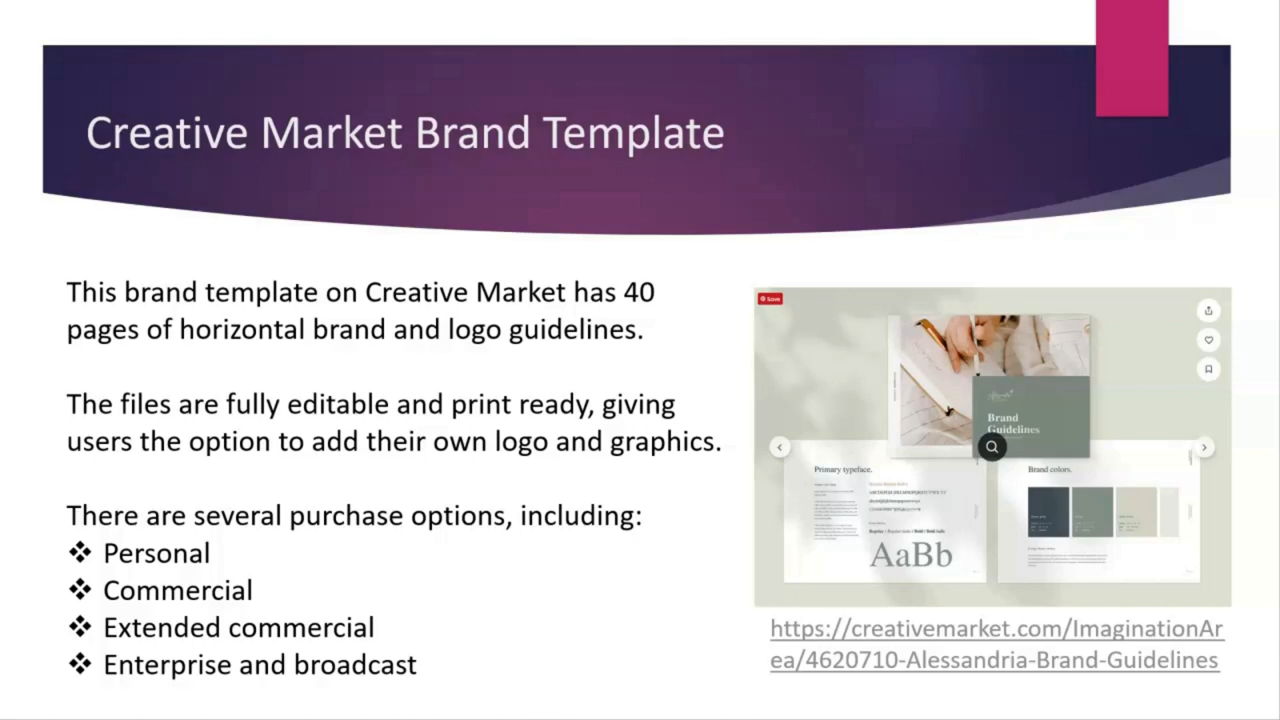 Creative Market Brand Template
This brand template on Creative Market has 40
pages of horizontal brand and logo guidelines.
The files are fully editable and print ready, giving
users the option to add their own logo and graphics.
There are several purchase options, including:
❖ Personal
❖ Commercial
❖ Extended commercial
❖ Enterprise and broadcast
Save
Brand
Guidelines
Primary typeface.
AaBb
Brand colors.
https://creativemarket.com/ImaginationAr
ea/4620710-Alessandria-Brand-Guidelines